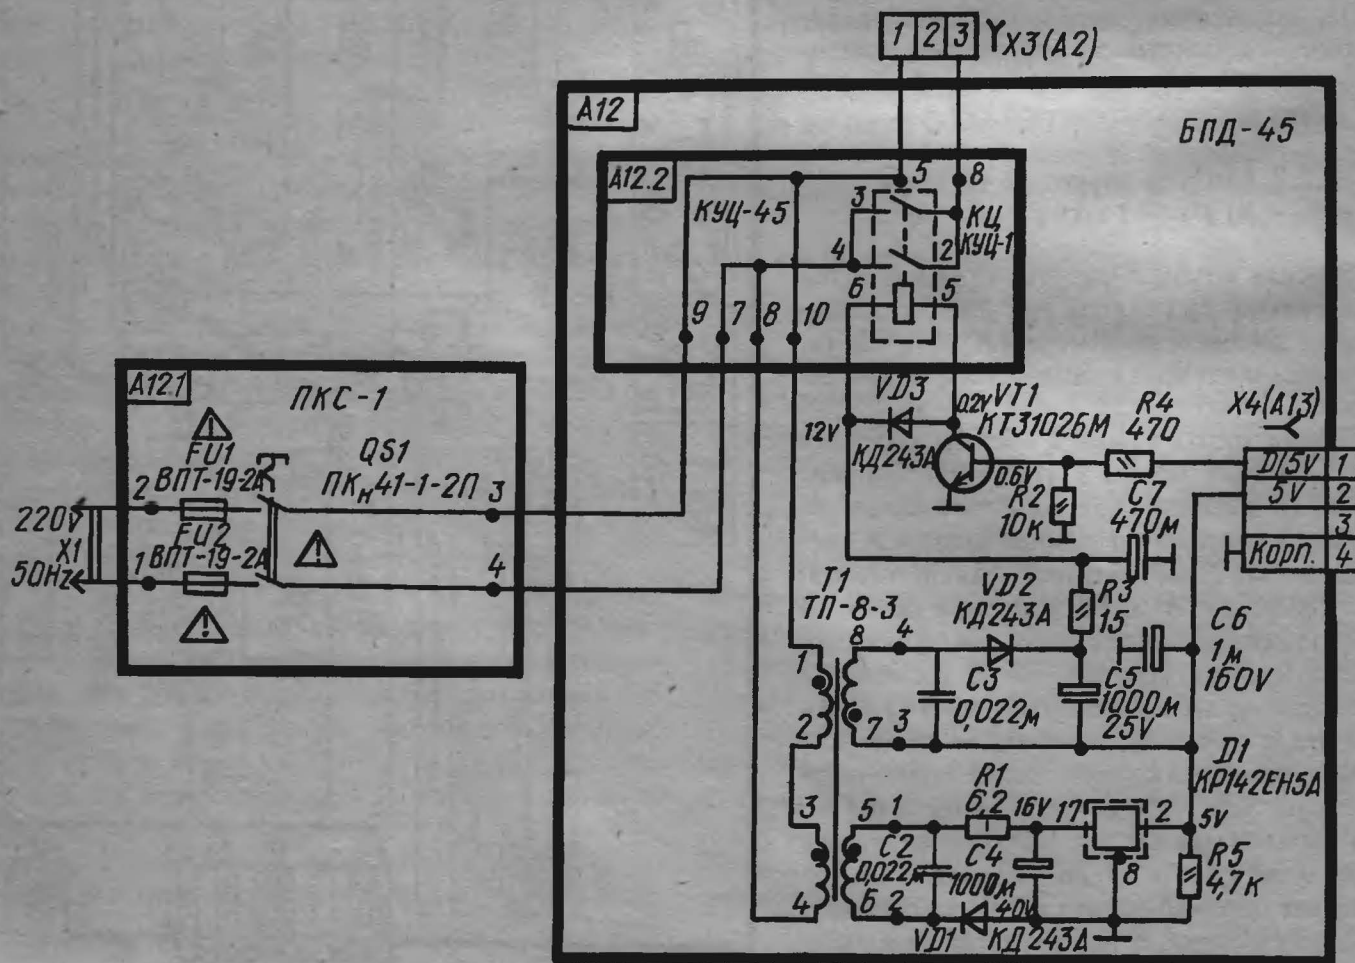 1 2 3 X3(A2)
A12
БПД-45
A12.2
5 8
КУЦ-45
3
КЦ
КУЦ-1
4 2
6 5
9 7 8 10
A12.1
ПКС-1
FU1
ВПТ-19-2А
QS1
ПКн41-1-2П
2 3
220V
X1
50Hz
FU2
ВПТ-19-2А
1 4
VD3
КД243А
12V
0.2V
VT1
КТ3102БМ
0.6V
R4
470
X4(A13)
D/5V 1
5V 2
3
Корп. 4
R2
10к
C7
470м
T1
ТП-8-3
VD2
КД243А
R3
15
C6
1м
160V
1 8 4
C3
0,022м
C5
1000м
25V
2 7 3
D1
КР142ЕН5А
R1
6,2
3 5 1 16V 17 2 5V
C2
0,022м
C4
1000м
40V
8
R5
4,7к
4 6 2
VD1
КД243А